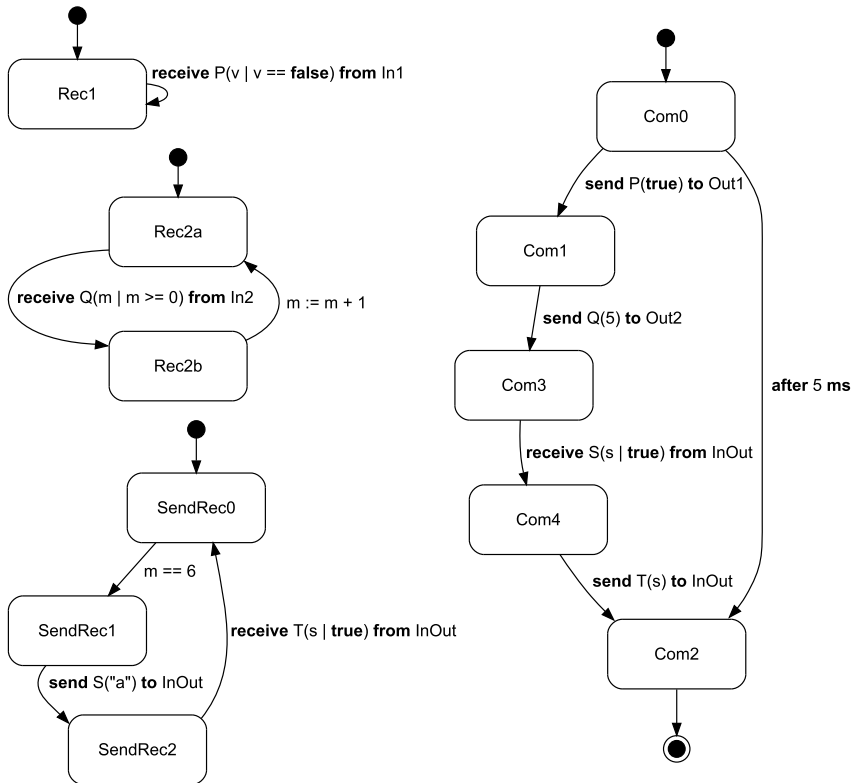 Rec1
receive P(v | v == false) from In1
Rec2a
receive Q(m | m >= 0) from In2
m := m + 1
Rec2b
SendRec0
m == 6
SendRec1
receive T(s | true) from InOut
send S("a") to InOut
SendRec2
Com0
send P(true) to Out1
Com1
send Q(5) to Out2
Com3
after 5 ms
receive S(s | true) from InOut
Com4
send T(s) to InOut
Com2